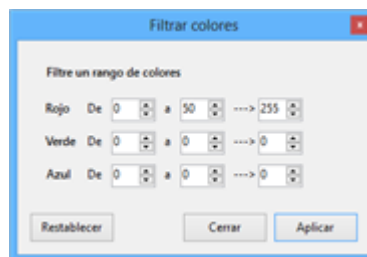 Filtrar colores
Filtre un rango de colores
Rojo De 0 a 50 ---> 255
Verde De 0 a 0 ---> 0
Azul De 0 a 0 ---> 0
Restablecer Cerrar Aplicar